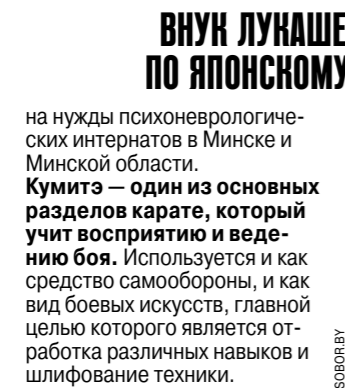 ВНУК ЛУКАШЕ
ПО ЯПОНСКОМУ
на нужды психоневрологиче-
ских интернатов в Минске и
Минской области.
Кумитэ — один из основных
разделов карате, который
учит восприятию и веде-
нию боя. Используется и как
средство самообороны, и как
вид боевых искусств, главной
целью которого является от-
работка различных навыков и
шлифование техники.
SOBOR.BY